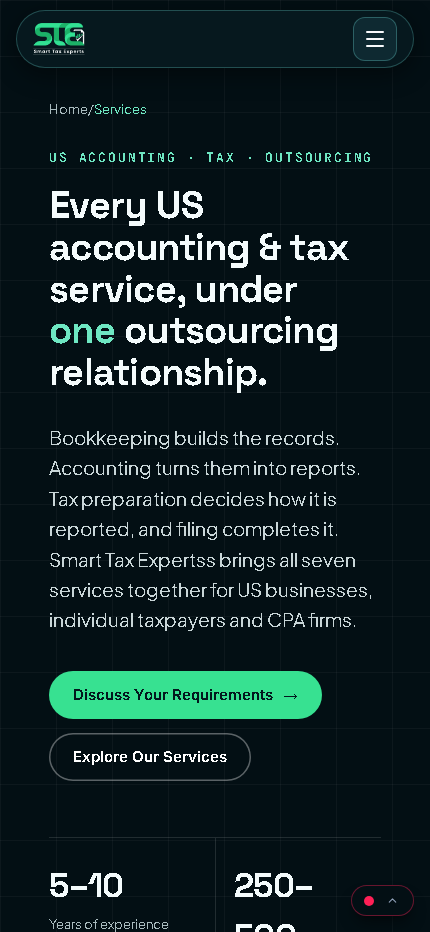 STE
Smart Tax Experts
Home/Services
US ACCOUNTING · TAX · OUTSOURCING
Every US
accounting & tax
service, under
one outsourcing
relationship.
Bookkeeping builds the records.
Accounting turns them into reports.
Tax preparation decides how it is
reported, and filing completes it.
Smart Tax Expertss brings all seven
services together for US businesses,
individual taxpayers and CPA firms.
Discuss Your Requirements →
Explore Our Services
5–10
250–
Years of experience
500